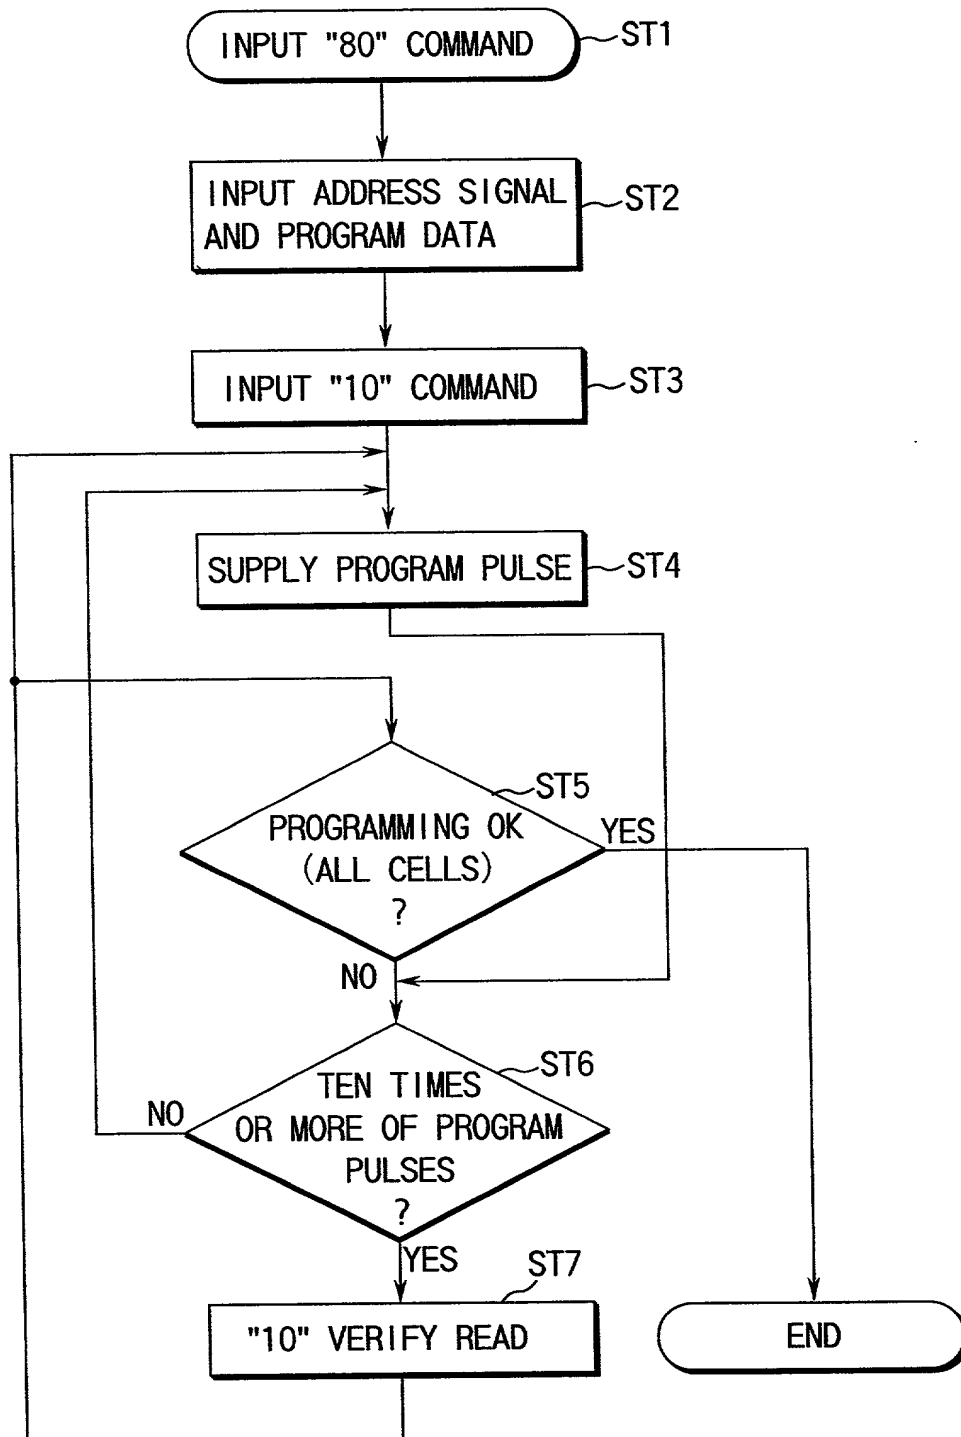 INPUT "80" COMMAND
ST1
INPUT ADDRESS SIGNAL
AND PROGRAM DATA
ST2
INPUT "10" COMMAND
ST3
SUPPLY PROGRAM PULSE
ST4
ST5
PROGRAMMING OK
(ALL CELLS)
?
YES
NO
ST6
TEN TIMES
OR MORE OF PROGRAM
PULSES
?
NO
YES
ST7
"10" VERIFY READ
END